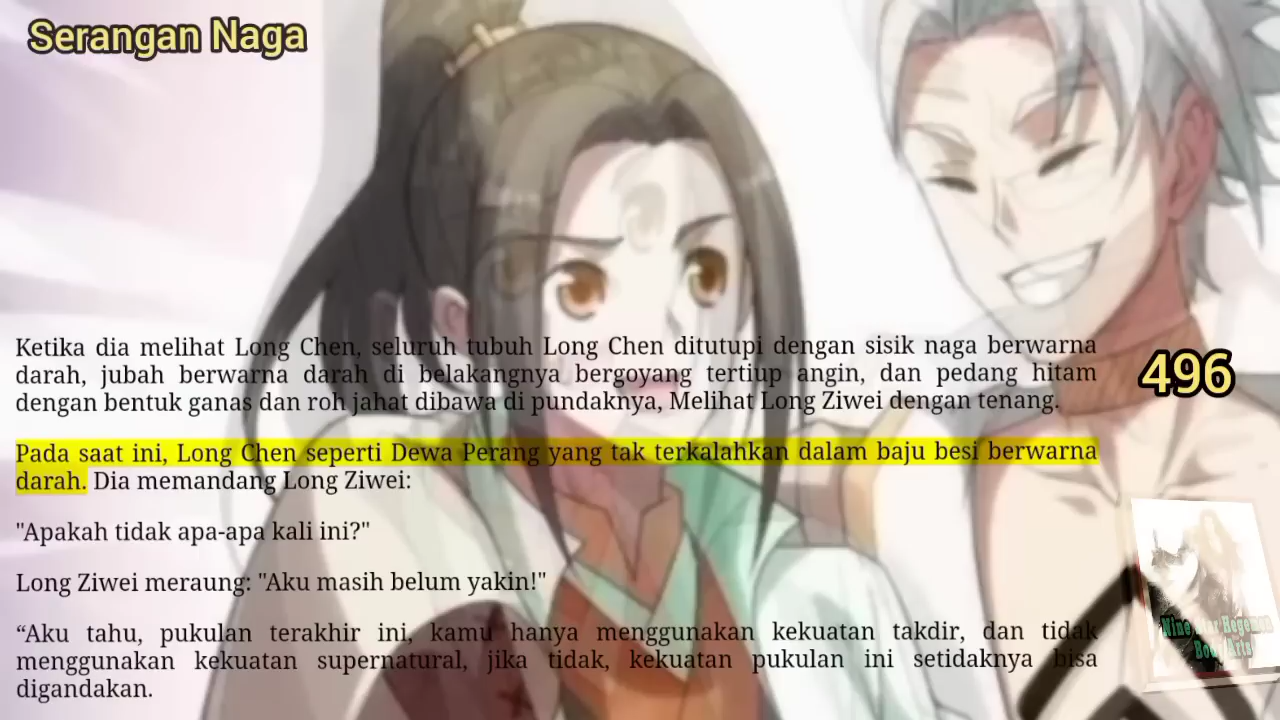 Serangan Naga
Ketika dia melihat Long Chen, seluruh tubuh Long Chen ditutupi dengan sisik naga berwarna
darah, jubah berwarna darah di belakangnya bergoyang tertiup angin, dan pedang hitam
dengan bentuk ganas dan roh jahat dibawa di pundaknya, Melihat Long Ziwei dengan tenang.
496
Pada saat ini, Long Chen seperti Dewa Perang yang tak terkalahkan dalam baju besi berwarna
darah. Dia memandang Long Ziwei:
"Apakah tidak apa-apa kali ini?"
Long Ziwei meraung: "Aku masih belum yakin!"
“Aku tahu, pukulan terakhir ini, kamu hanya menggunakan kekuatan takdir, dan tidak
menggunakan kekuatan supernatural, jika tidak, kekuatan pukulan ini setidaknya bisa
digandakan.
Nine Star Hegemon
Body Arts